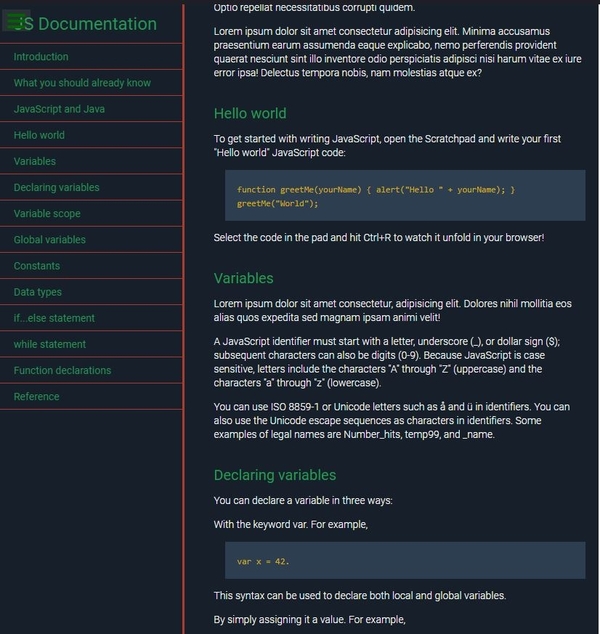 JS Documentation
Introduction
What you should already know
JavaScript and Java
Hello world
Variables
Declaring variables
Variable scope
Global variables
Constants
Data types
if...else statement
while statement
Function declarations
Reference
Optio repellat necessitatibus corrupti quidem.
Lorem ipsum dolor sit amet consectetur adipisicing elit. Minima accusamus
praesentium earum assumenda eaque explicabo, nemo perferendis provident
quaerat nesciunt sint illo inventore odio perspiciatis adipisci nisi harum vitae ex iure
error ipsa! Delectus tempora nobis, nam molestias atque ex?
Hello world
To get started with writing JavaScript, open the Scratchpad and write your first
"Hello world" JavaScript code:
function greetMe(yourName) { alert("Hello " + yourName); }
greetMe("World");
Select the code in the pad and hit Ctrl+R to watch it unfold in your browser!
Variables
Lorem ipsum dolor sit amet consectetur, adipisicing elit. Dolores nihil mollitia eos
alias quos expedita sed magnam ipsam animi velit!
A JavaScript identifier must start with a letter, underscore (_), or dollar sign ($);
subsequent characters can also be digits (0-9). Because JavaScript is case
sensitive, letters include the characters "A" through "Z" (uppercase) and the
characters "a" through "z" (lowercase).
You can use ISO 8859-1 or Unicode letters such as å and ü in identifiers. You can
also use the Unicode escape sequences as characters in identifiers. Some
examples of legal names are Number_hits, temp99, and _name.
Declaring variables
You can declare a variable in three ways:
With the keyword var. For example,
var x = 42.
This syntax can be used to declare both local and global variables.
By simply assigning it a value. For example,